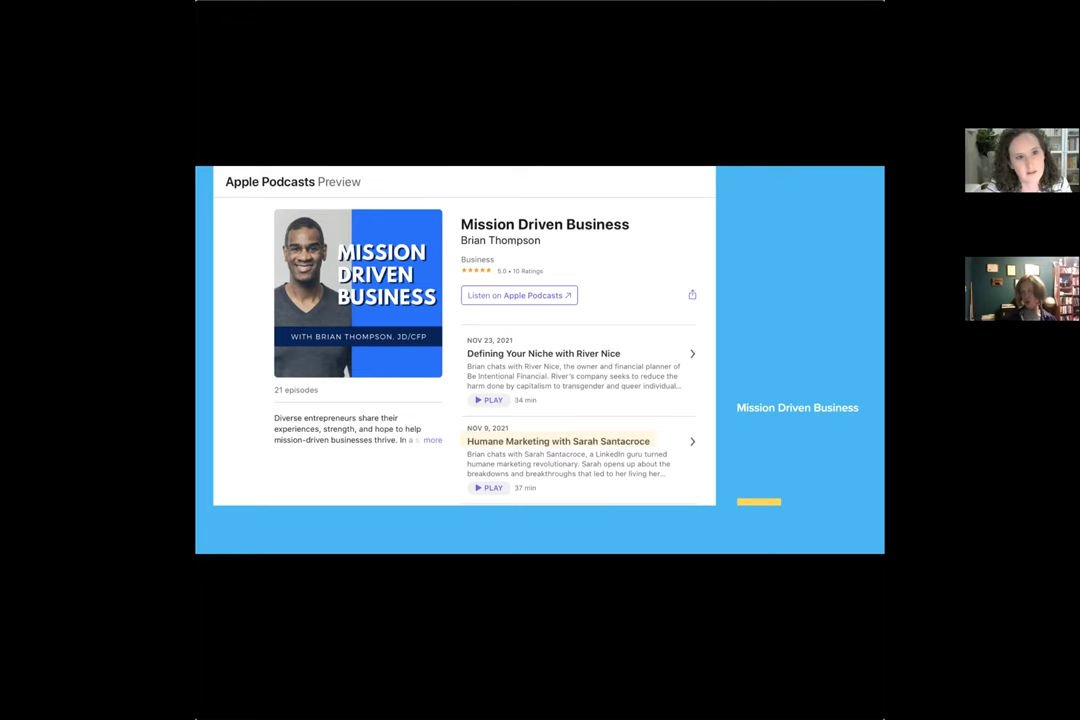 Apple Podcasts Preview
MISSION
DRIVEN
BUSINESS
WITH BRIAN THOMPSON, JD/CFP
21 episodes
Diverse entrepreneurs share their
experiences, strength, and hope to help
mission-driven businesses thrive. In a s more
Mission Driven Business
Brian Thompson
Business
★★★★★ 5.0 • 10 Ratings
Listen on Apple Podcasts ↗
NOV 23, 2021
Defining Your Niche with River Nice
Brian chats with River Nice, the owner and financial planner of
Be Intentional Financial. River's company seeks to reduce the
harm done by capitalism to transgender and queer individual...
PLAY 34 min
NOV 9, 2021
Humane Marketing with Sarah Santacroce
Brian chats with Sarah Santacroce, a LinkedIn guru turned
humane marketing revolutionary. Sarah opens up about the
breakdowns and breakthroughs that led to her living her...
PLAY 37 min
Mission Driven Business